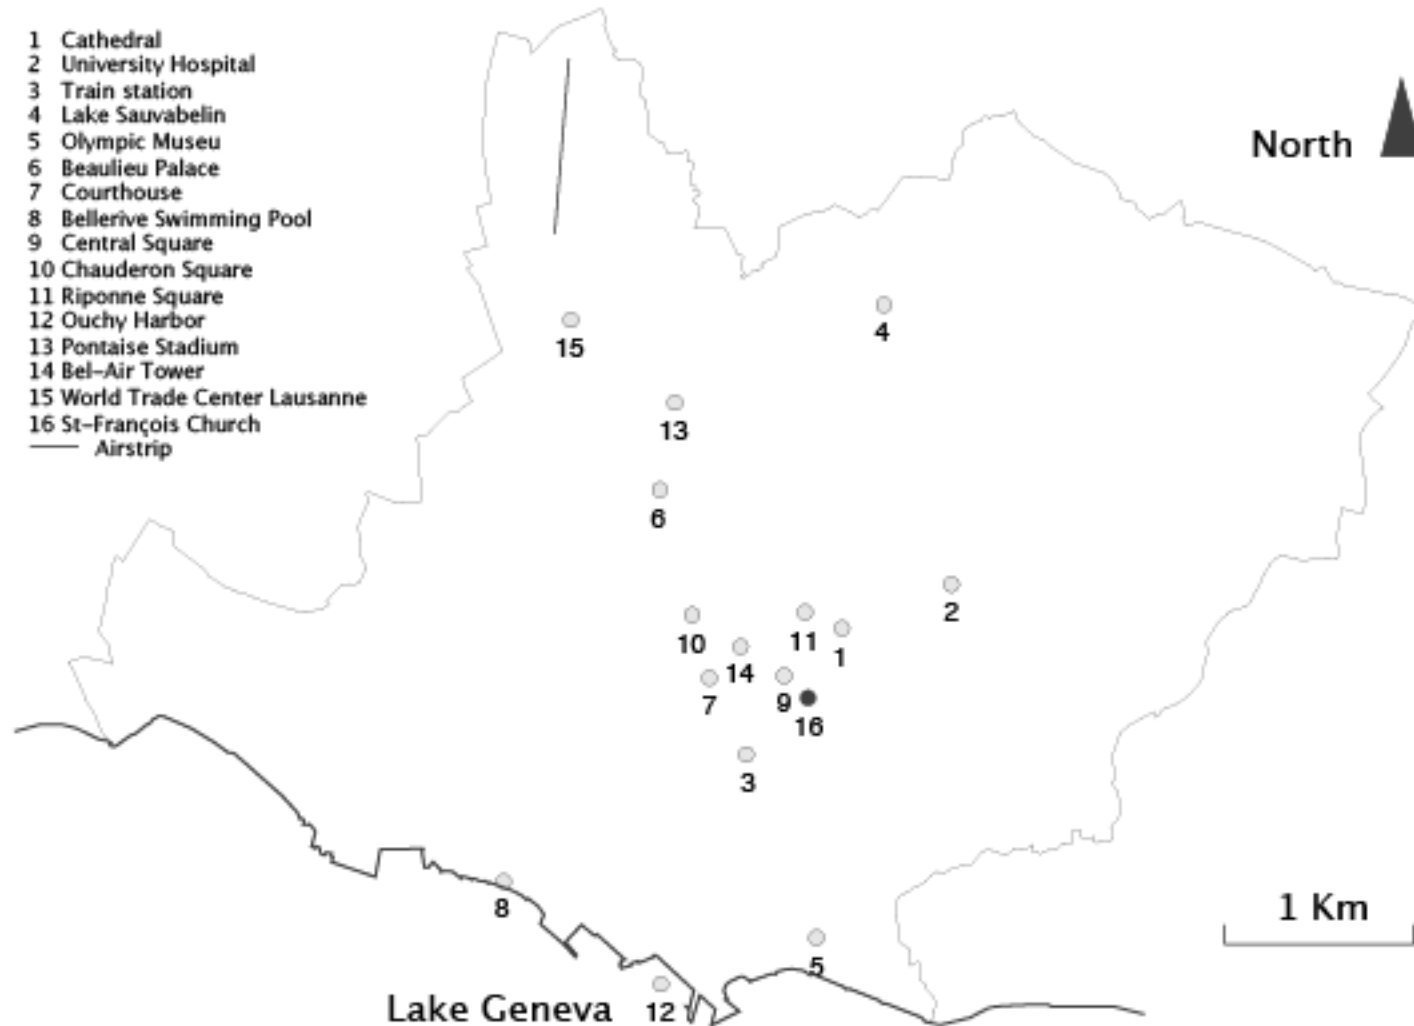 1 Cathedral
2 University Hospital
3 Train station
4 Lake Sauvabelin
5 Olympic Museu
6 Beaulieu Palace
7 Courthouse
8 Bellerive Swimming Pool
9 Central Square
10 Chauderon Square
11 Riponne Square
12 Ouchy Harbor
13 Pontaise Stadium
14 Bel-Air Tower
15 World Trade Center Lausanne
16 St-François Church
Airstrip
North
4
15
13
6
2
10
11
1
14
7
9
16
3
8
1 Km
5
Lake Geneva
12